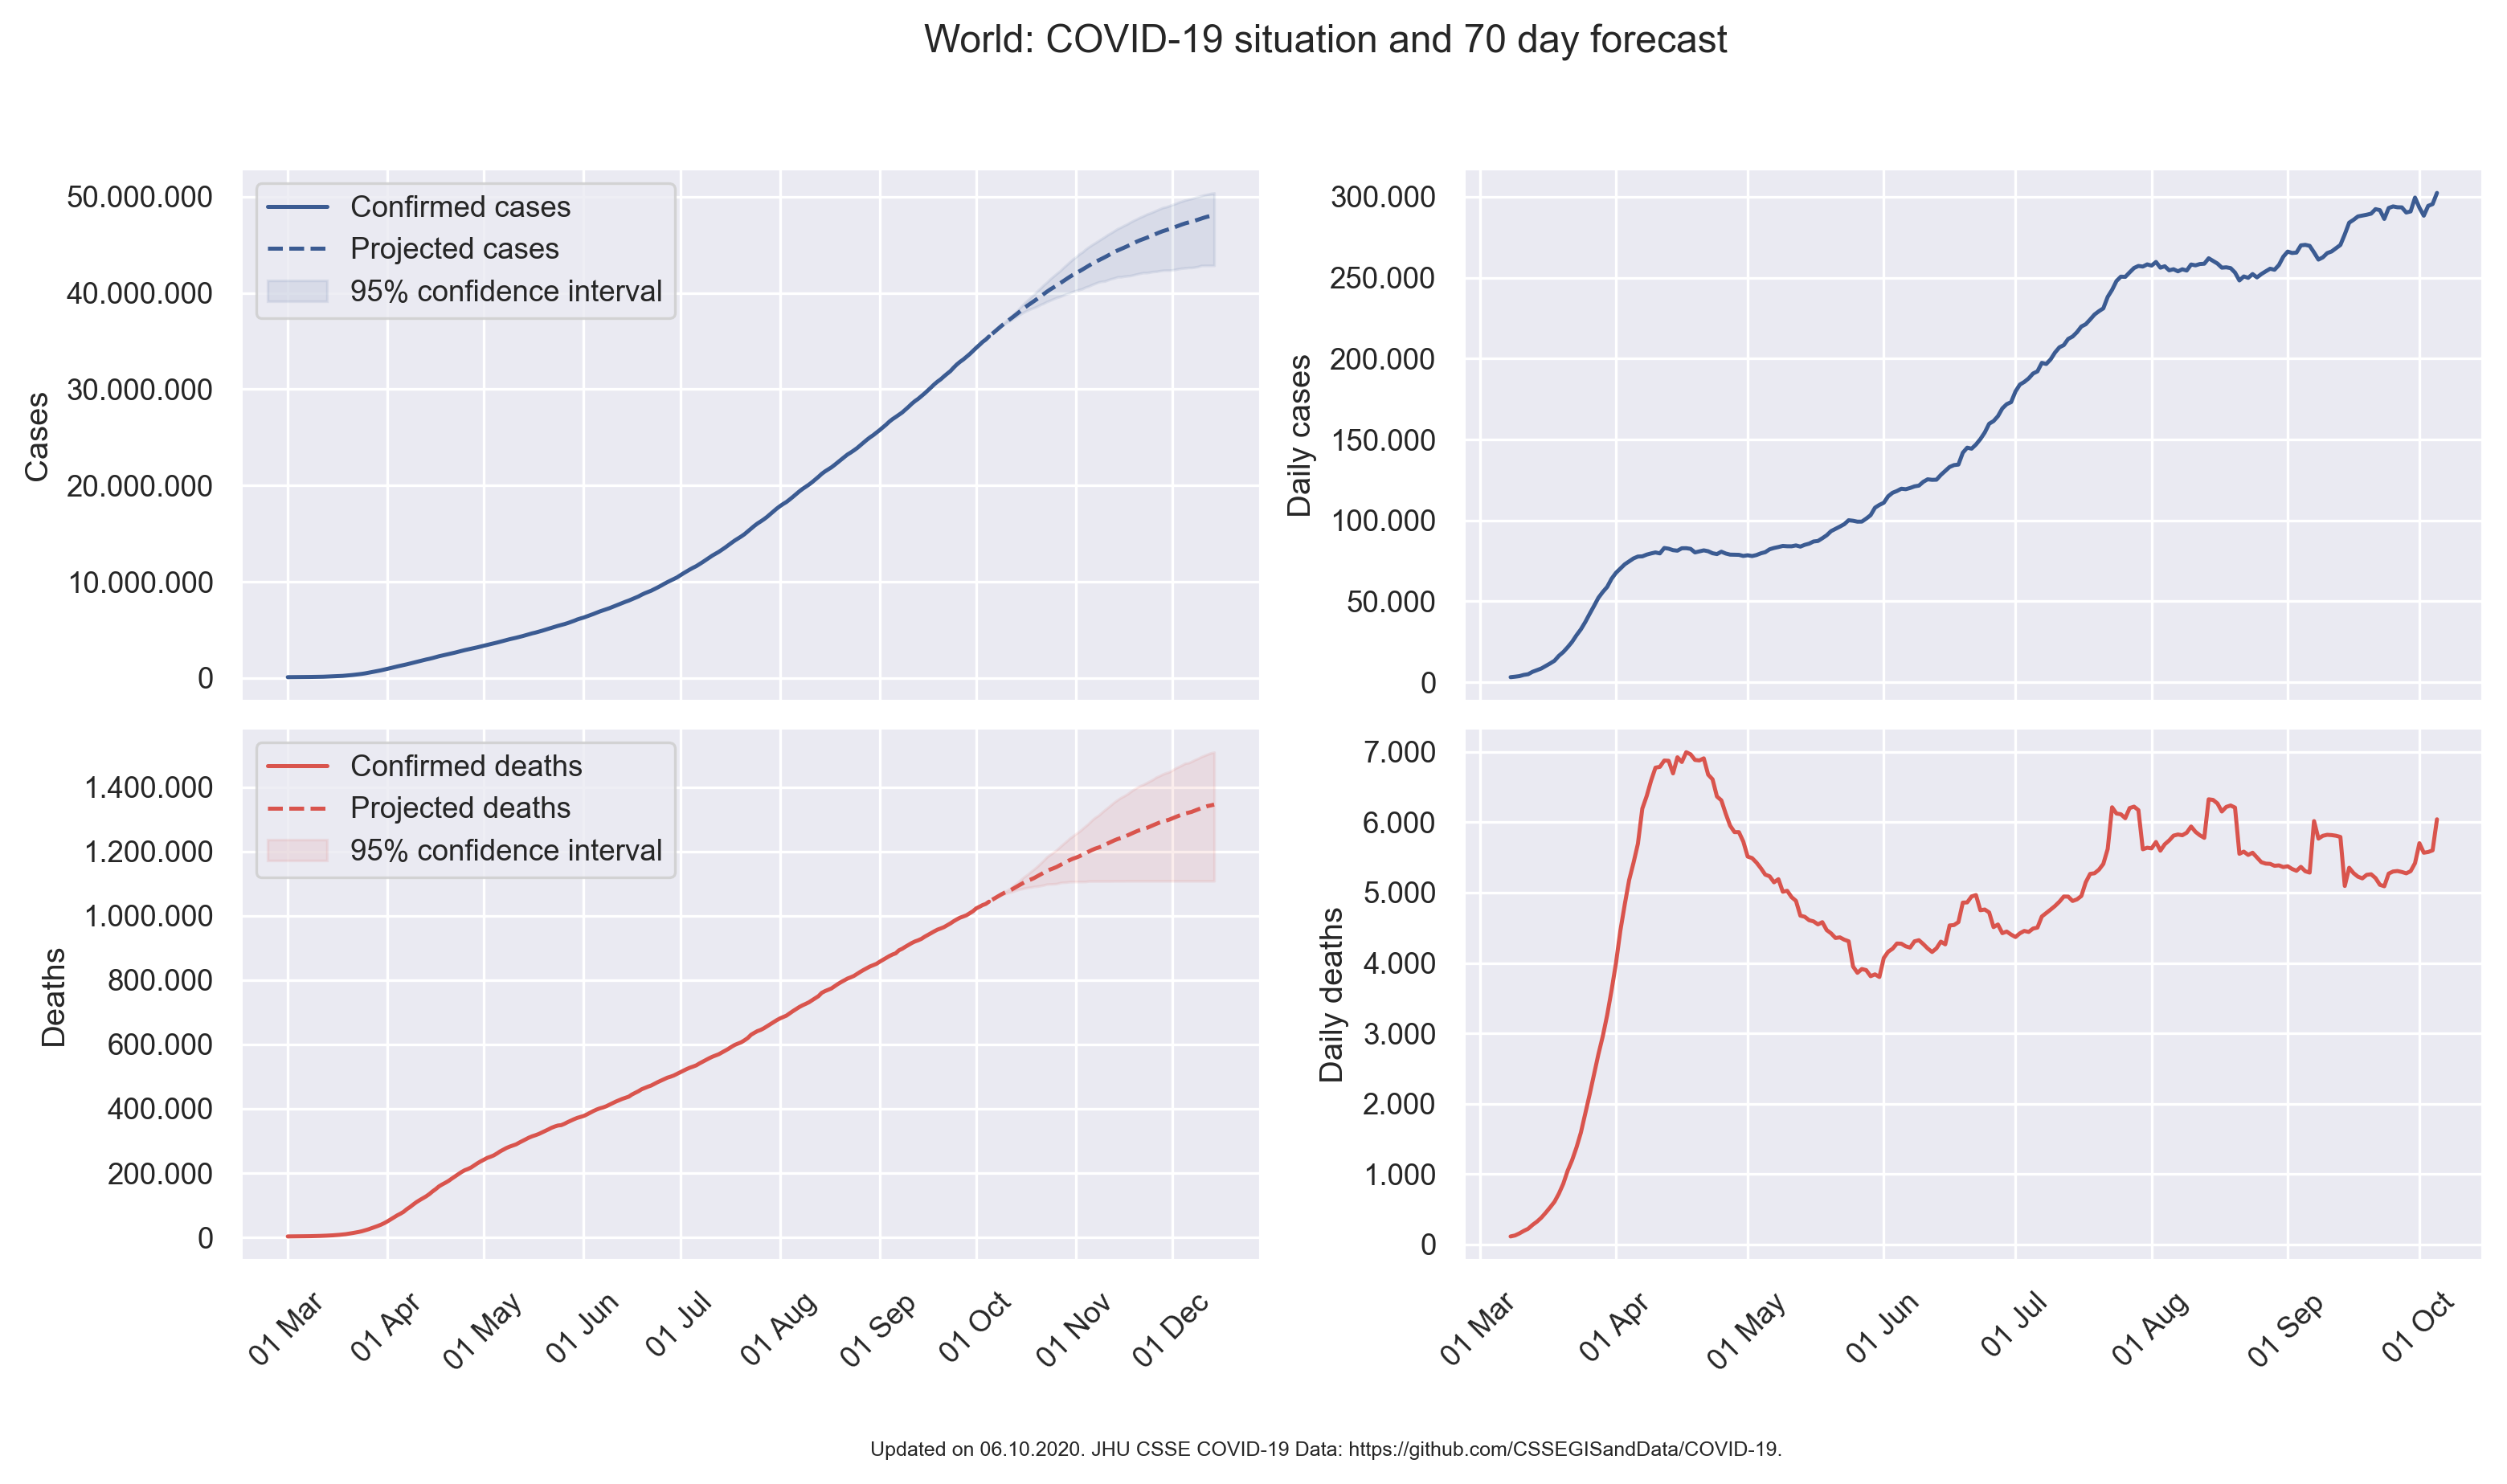 World: COVID-19 situation and 70 day forecast
Cases
50.000.000
40.000.000
30.000.000
20.000.000
10.000.000
0
Confirmed cases
Projected cases
95% confidence interval
Daily cases
300.000
250.000
200.000
150.000
100.000
50.000
0
Deaths
1.400.000
1.200.000
1.000.000
800.000
600.000
400.000
200.000
0
Confirmed deaths
Projected deaths
95% confidence interval
01 Mar
01 Apr
01 May
01 Jun
01 Jul
01 Aug
01 Sep
01 Oct
01 Nov
01 Dec
Daily deaths
7.000
6.000
5.000
4.000
3.000
2.000
1.000
0
01 Mar
01 Apr
01 May
01 Jun
01 Jul
01 Aug
01 Sep
01 Oct
Updated on 06.10.2020. JHU CSSE COVID-19 Data: https://github.com/CSSEGISandData/COVID-19.